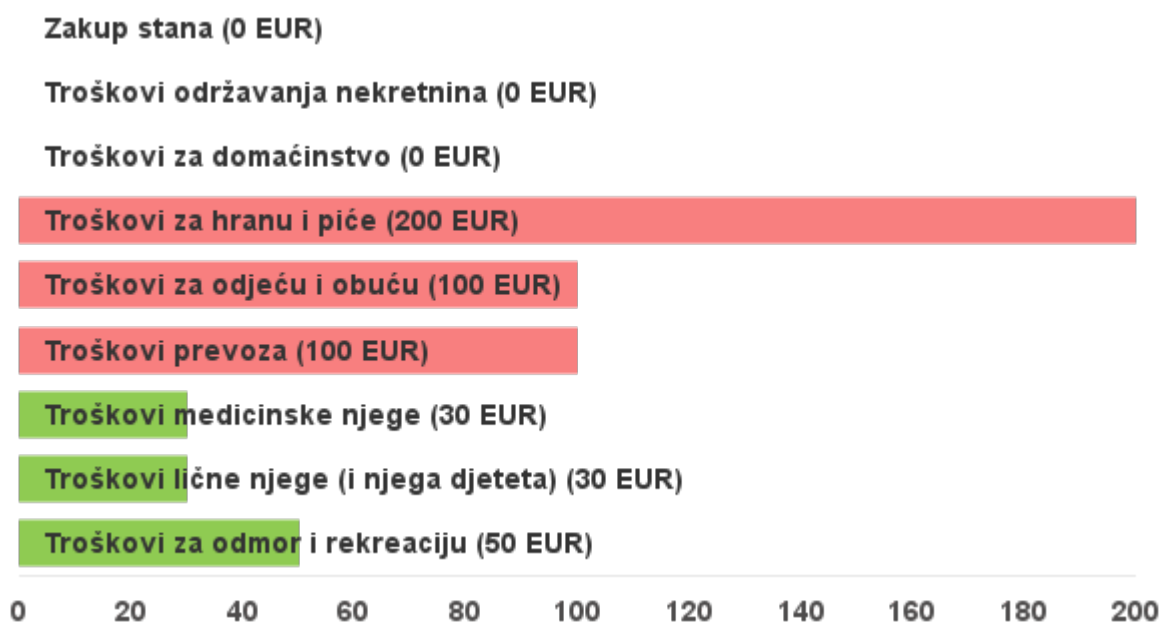 Zakup stana (0 EUR)
Troškovi održavanja nekretnina (0 EUR)
Troškovi za domaćinstvo (0 EUR)
Troškovi za hranu i piće (200 EUR)
Troškovi za odjeću i obuću (100 EUR)
Troškovi prevoza (100 EUR)
Troškovi medicinske njege (30 EUR)
Troškovi lične njege (i njega djeteta) (30 EUR)
Troškovi za odmor i rekreaciju (50 EUR)
0 20 40 60 80 100 120 140 160 180 200